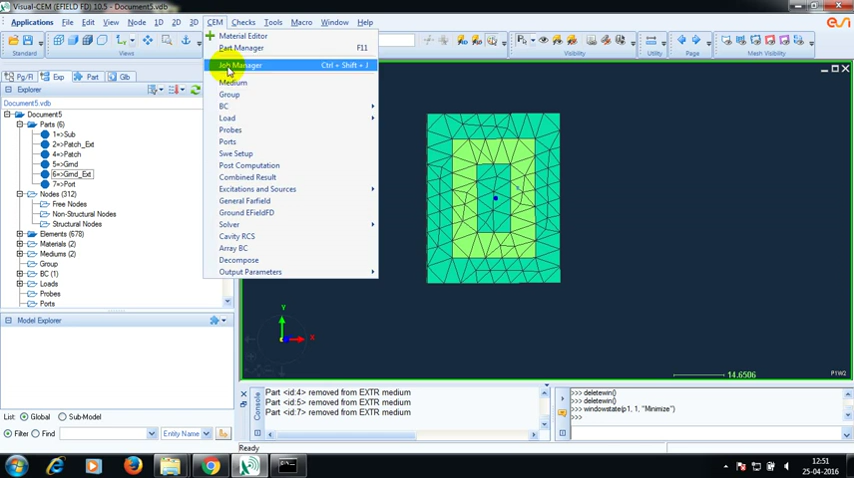 Visual-CEM (EFIELD FD) 10.5 - Document5.vdb
Applications File Edit View Node 1D 2D 3D CEM Checks Tools Macro Window Help
Standard Views
Material Editor
Part Manager F11
Job Manager Ctrl + Shift + J
Medium
Group
BC
Load
Probes
Ports
Swe Setup
Post Computation
Combined Result
Excitations and Sources
General Farfield
Ground EFieldFD
Solver
Cavity RCS
Array BC
Decompose
Output Parameters
Pg/Fl Exp Part Glb
Document5.vdb
Explorer
Document5
Parts (6)
1=>Sub
2=>Patch_Ext
4=>Patch
5=>Grnd
6=>Grnd_Ext
7=>Port
Nodes (312)
Free Nodes
Non-Structural Nodes
Structural Nodes
Elements (678)
Materials (2)
Mediums (2)
Group
BC (1)
Loads
Probes
Ports
Model Explorer
List: Global Sub-Model
Filter Find Entity Name
Y
X
14.6506
P1W2
Console
Part <id:4> removed from EXTR medium
Part <id:5> removed from EXTR medium
Part <id:7> removed from EXTR medium
>>> deletewin()
>>> deletewin()
>>> windowstate(p1, 1, "Minimize")
>>>
Ready
12:51
25-04-2016